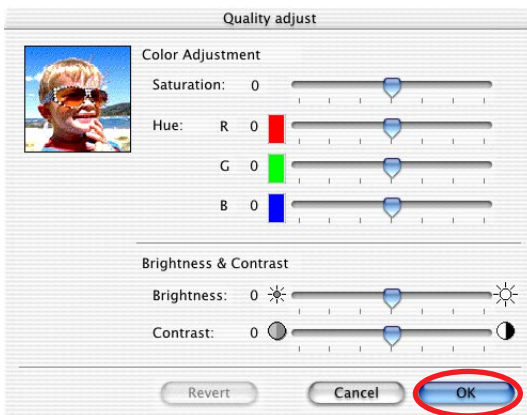 Quality adjust
Color Adjustment
Saturation: 0
Hue: R 0
G 0
B 0
Brightness & Contrast
Brightness: 0
Contrast: 0
Revert Cancel OK